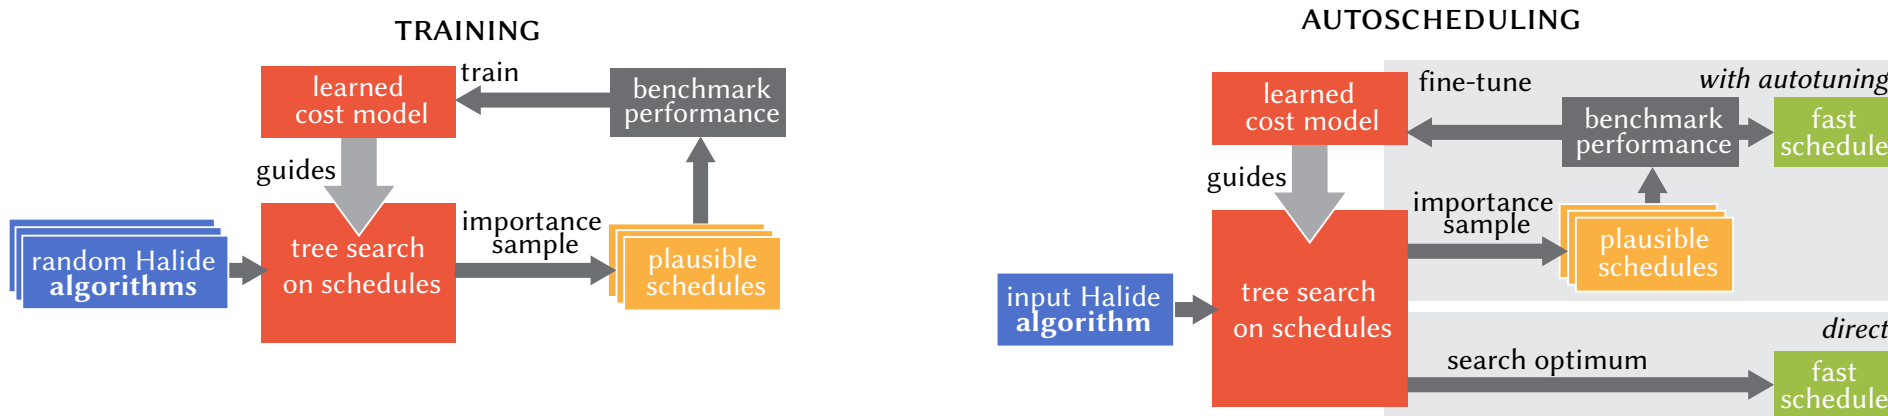 TRAINING
learned
cost model
train
benchmark
performance
guides
random Halide
algorithms
tree search
on schedules
importance
sample
plausible
schedules
AUTOSCHEDULING
learned
cost model
fine-tune
with autotuning
benchmark
performance
fast
schedule
guides
input Halide
algorithm
tree search
on schedules
importance
sample
plausible
schedules
direct
search optimum
fast
schedule